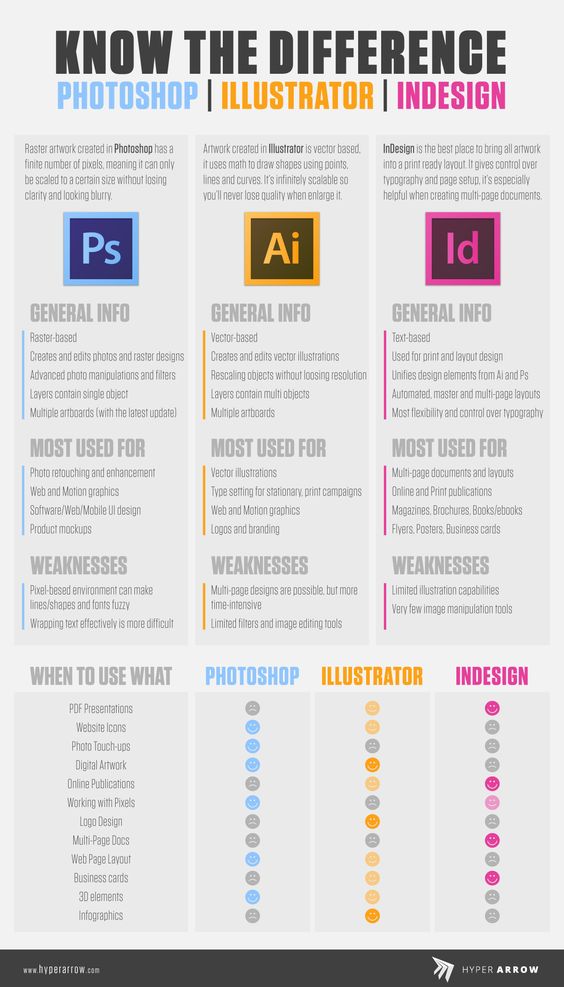 KNOW THE DIFFERENCE
PHOTOSHOP | ILLUSTRATOR | INDESIGN
Raster artwork created in Photoshop has a
finite number of pixels, meaning it can only
be scaled to a certain size without losing
clarity and looking blurry.
Ps
GENERAL INFO
Raster-based
Creates and edits photos and raster designs
Advanced photo manipulations and filters
Layers contain single object
Multiple artboards (with the latest update)
MOST USED FOR
Photo retouching and enhancement
Web and Motion graphics
Software/Web/Mobile UI design
Product mockups
WEAKNESSES
Pixel-besed environment can make
lines/shapes and fonts fuzzy
Wrapping text effectively is more difficult
Artwork created in Illustrator is vector based,
it uses math to draw shapes using points,
lines and curves. It's infinitely scalable so
you'll never lose quality when enlarge it.
Ai
GENERAL INFO
Vector-based
Creates and edits vector illustrations
Rescaling objects without loosing resolution
Layers contain multi objects
Multiple artboards
MOST USED FOR
Vector illustrations
Type setting for stationary, print campaigns
Web and Motion graphics
Logos and branding
WEAKNESSES
Multi-page designs are possible, but more
time-intensive
Limited filters and image editing tools
InDesign is the best place to bring all artwork
into a print ready layout. It gives control over
typography and page setup, it's especially
helpful when creating multi-page documents.
Id
GENERAL INFO
Text-based
Used for print and layout design
Unifies design elements from Ai and Ps
Automated, master and multi-page layouts
Most flexibility and control over typography
MOST USED FOR
Multi-page documents and layouts
Online and Print publications
Magazines, Brochures, Books/ebooks
Flyers, Posters, Business cards
WEAKNESSES
Limited illustration capabilities
Very few image manipulation tools
WHEN TO USE WHAT PHOTOSHOP ILLUSTRATOR INDESIGN
PDF Presentations
Website Icons
Photo Touch-ups
Digital Artwork
Online Publications
Working with Pixels
Logo Design
Multi-Page Docs
Web Page Layout
Business cards
3D elements
Infographics
www.hyperarrow.com
HYPER ARROW